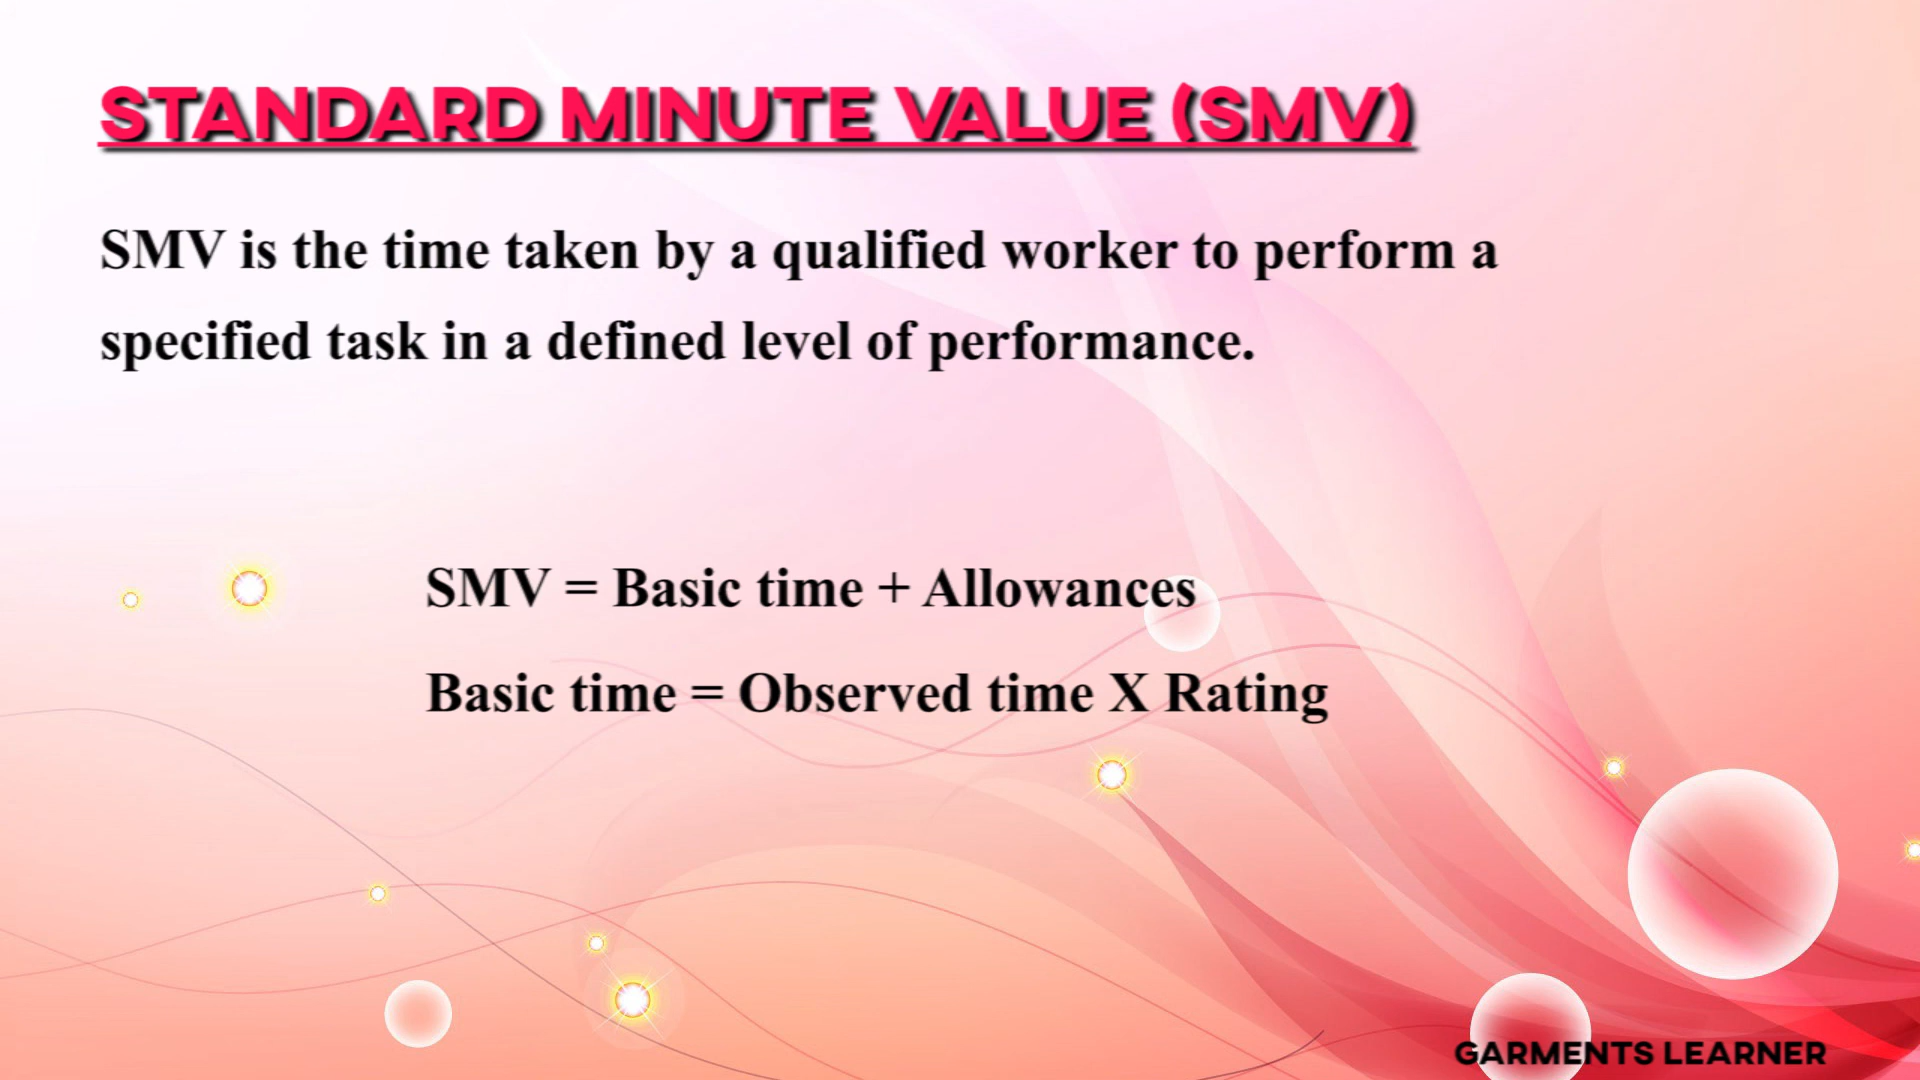 STANDARD MINUTE VALUE (SMV)
SMV is the time taken by a qualified worker to perform a
specified task in a defined level of performance.
SMV = Basic time + Allowances
Basic time = Observed time X Rating
GARMENTS LEARNER